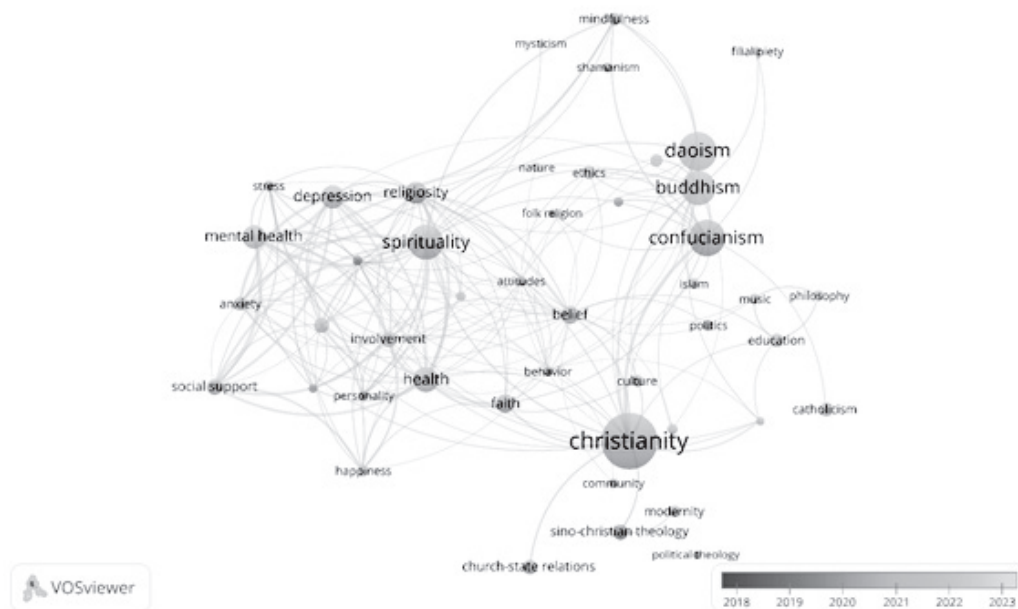 mindfulness
mysticism
filialpiety
shamanism
daoism
nature
ethics
buddhism
stress
depression
religiosity
folk religion
mental health
spirituality
confucianism
attitudes
islam
anxiety
music
philosophy
belief
politics
involvement
education
social support
health
behavior
culture
personality
faith
catholicism
christianity
happiness
community
modernity
sino-christian theology
political theology
church-state relations
VOSviewer
2018 2019 2020 2021 2022 2023